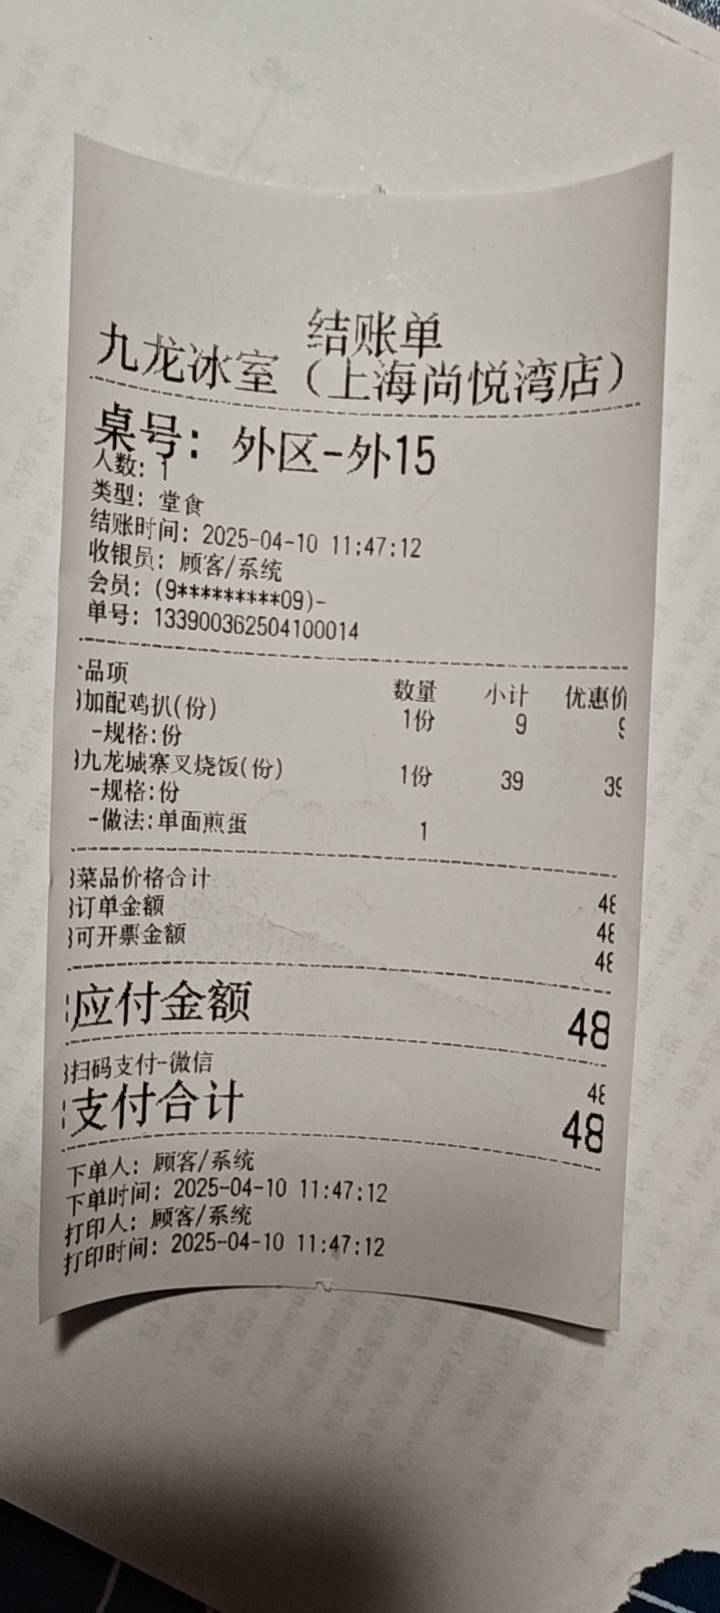 结账单
九龙冰室（上海尚悦湾店）
桌号: 外区-外15
人数: 1
类型: 堂食
结账时间: 2025-04-10 11:47:12
收银员: 顾客/系统
会员: (9*********09)-
单号: 133900362504100014
品项 数量 小计 优惠价
加配鸡扒(份) 1份 9 9
-规格:份
九龙城寨叉烧饭(份) 1份 39 39
-规格:份
-做法:单面煎蛋 1
菜品价格合计 48
订单金额 48
可开票金额 48
应付金额 48
扫码支付-微信 48
支付合计 48
下单人: 顾客/系统
下单时间: 2025-04-10 11:47:12
打印人: 顾客/系统
打印时间: 2025-04-10 11:47:12